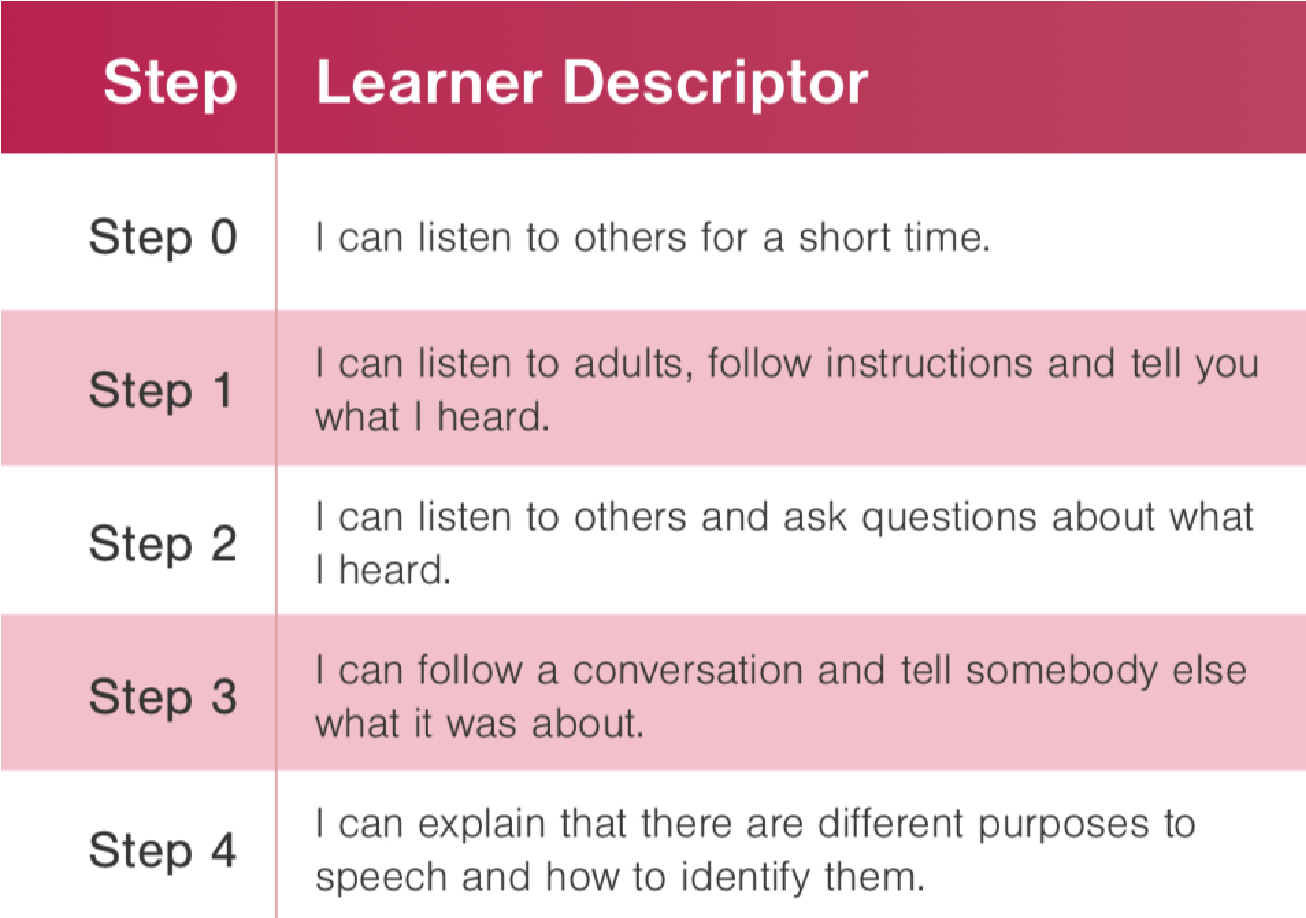 Step Learner Descriptor
Step 0 I can listen to others for a short time.
Step 1 I can listen to adults, follow instructions and tell you
what I heard.
Step 2 I can listen to others and ask questions about what
I heard.
Step 3 I can follow a conversation and tell somebody else
what it was about.
Step 4 I can explain that there are different purposes to
speech and how to identify them.